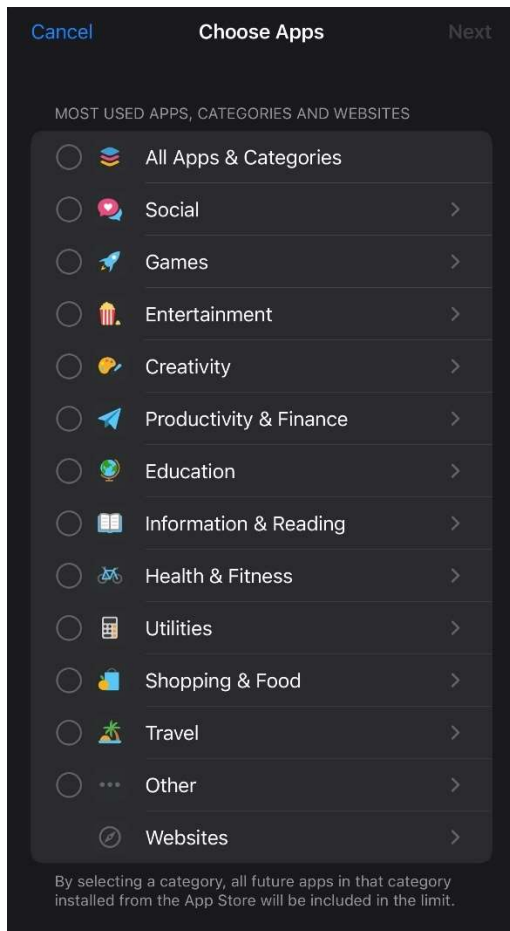 Cancel Choose Apps Next
MOST USED APPS, CATEGORIES AND WEBSITES
All Apps & Categories
Social
Games
Entertainment
Creativity
Productivity & Finance
Education
Information & Reading
Health & Fitness
Utilities
Shopping & Food
Travel
Other
Websites
By selecting a category, all future apps in that category
installed from the App Store will be included in the limit.